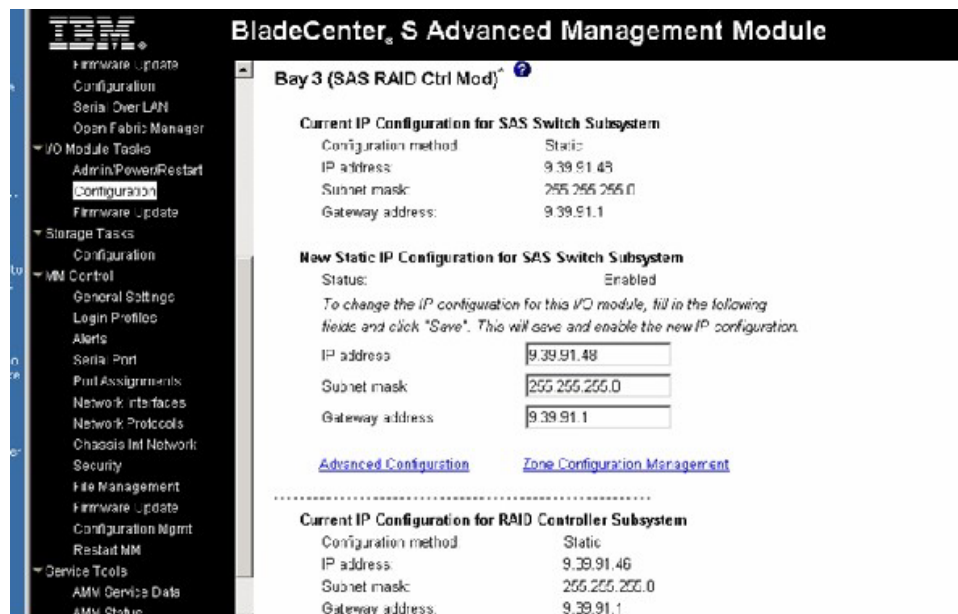 IBM®
BladeCenter® S Advanced Management Module
Firmware Update
Configuration
Serial Over LAN
Open Fabric Manager
I/O Module Tasks
Admin/Power/Restart
Configuration
Firmware Update
Storage Tasks
Configuration
MM Control
General Settings
Login Profiles
Alerts
Serial Port
Port Assignments
Network Interfaces
Network Protocols
Chassis Int Network
Security
File Management
Firmware Update
Configuration Mgmt
Restart MM
Service Tools
AMM Service Data
AMM Status
Bay 3 (SAS RAID Ctrl Mod)* ?
Current IP Configuration for SAS Switch Subsystem
Configuration method Static
IP address: 9.39.91.48
Subnet mask: 255.255.255.0
Gateway address: 9.39.91.1
New Static IP Configuration for SAS Switch Subsystem
Status: Enabled
To change the IP configuration for this I/O module, fill in the following
fields and click "Save". This will save and enable the new IP configuration.
IP address 9.39.91.48
Subnet mask 255.255.255.0
Gateway address 9.39.91.1
Advanced Configuration Zone Configuration Management
Current IP Configuration for RAID Controller Subsystem
Configuration method: Static
IP address: 9.39.91.46
Subnet mask: 255.255.255.0
Gateway address: 9.39.91.1